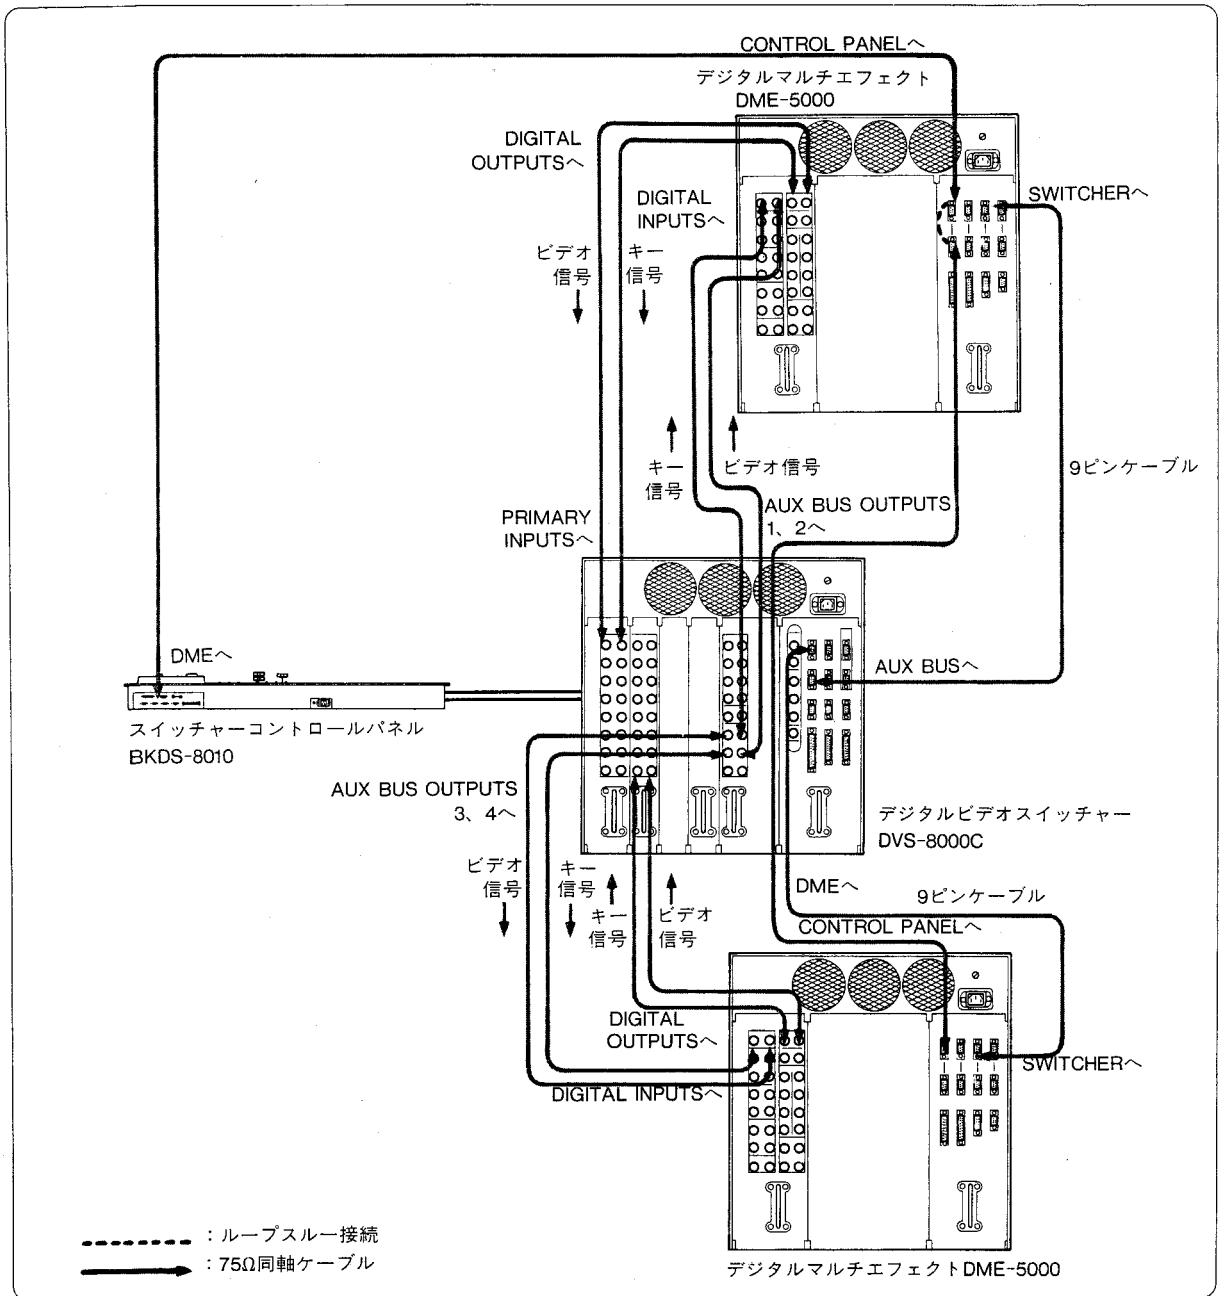 CONTROL PANELへ
デジタルマルチエフェクト
DME-5000
DIGITAL
OUTPUTSへ
DIGITAL
INPUTSへ
SWITCHERへ
ビデオ
信号
キー
信号
キー
信号
ビデオ信号
9ピンケーブル
AUX BUS OUTPUTS
1、2へ
PRIMARY
INPUTSへ
DMEへ
AUX BUSへ
スイッチャーコントロールパネル
BKDS-8010
AUX BUS OUTPUTS
3、4へ
デジタルビデオスイッチャー
DVS-8000C
ビデオ
信号
キー
信号
キー
信号
ビデオ
信号
DMEへ
9ピンケーブル
CONTROL PANELへ
DIGITAL
OUTPUTSへ
SWITCHERへ
DIGITAL INPUTSへ
:ループスルー接続
:75Ω同軸ケーブル
デジタルマルチエフェクトDME-5000